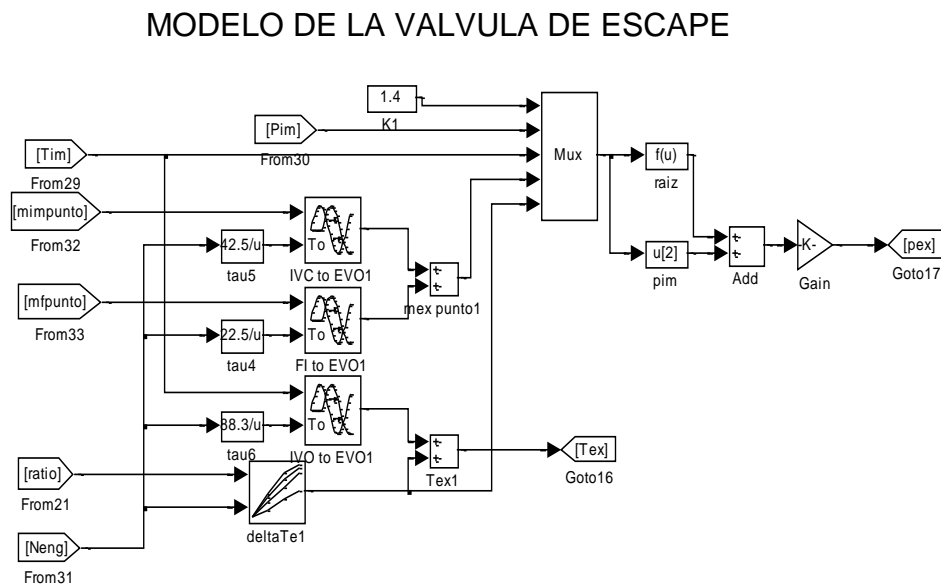 MODELO DE LA VALVULA DE ESCAPE
1.4
K1
[Pim]
From30
[Tim]
From29
[mimpunto]
From32
Mux
f(u)
raiz
u[2]
pim
Add
-K-
Gain
[pex]
Goto17
42.5/u
tau5
To
IVC to EVO1
mex punto1
[mfpunto]
From33
22.5/u
tau4
FI to EVO1
38.3/u
tau6
To
IVO to EVO1
Tex1
[Tex]
Goto16
[ratio]
From21
deltaTe1
[Neng]
From31